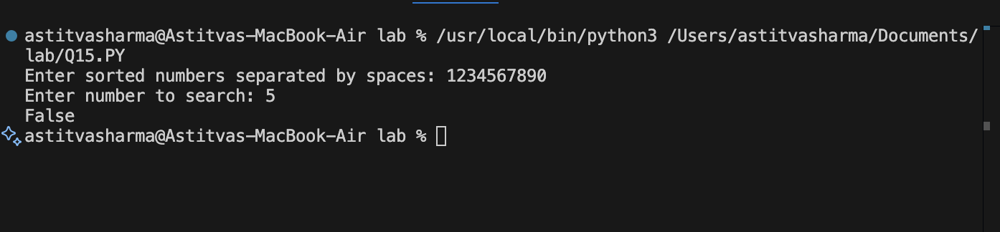 astitvasharma@Astitvas-MacBook-Air lab % /usr/local/bin/python3 /Users/astitvasharma/Documents/
lab/Q15.PY
Enter sorted numbers separated by spaces: 1234567890
Enter number to search: 5
False
astitvasharma@Astitvas-MacBook-Air lab %